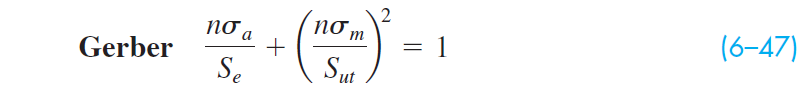 Gerber nσa/Se + (nσm/Sut)² = 1 (6–47)